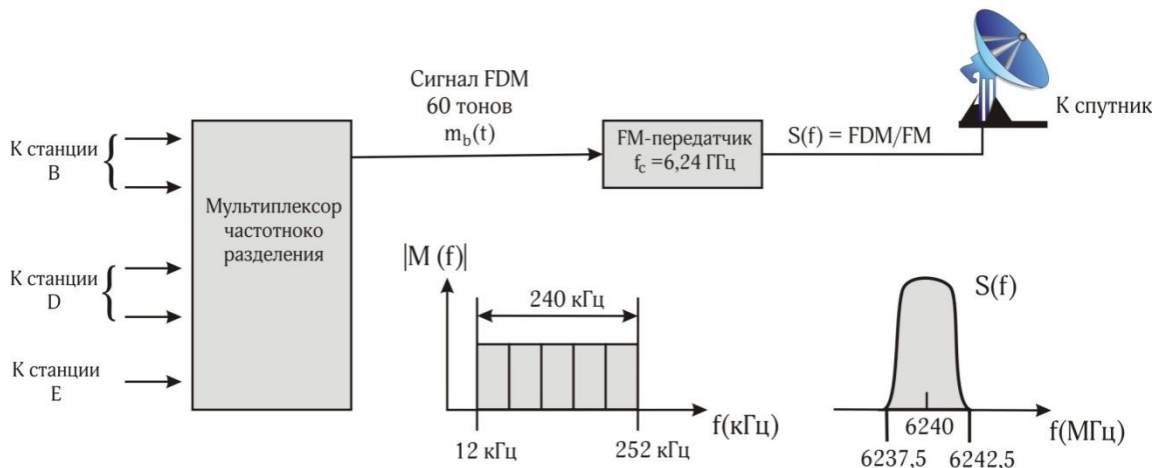 К станции
B
К станции
D
К станции
E
Мультиплексор
частотноко
разделения
Сигнал FDM
60 тонов
m_b(t)
FM-передатчик
f_c =6,24 ГГц
S(f) = FDM/FM
К спутник
|M (f)|
240 кГц
f(кГц)
12 кГц
252 кГц
S(f)
6240
f(МГц)
6237,5
6242,5